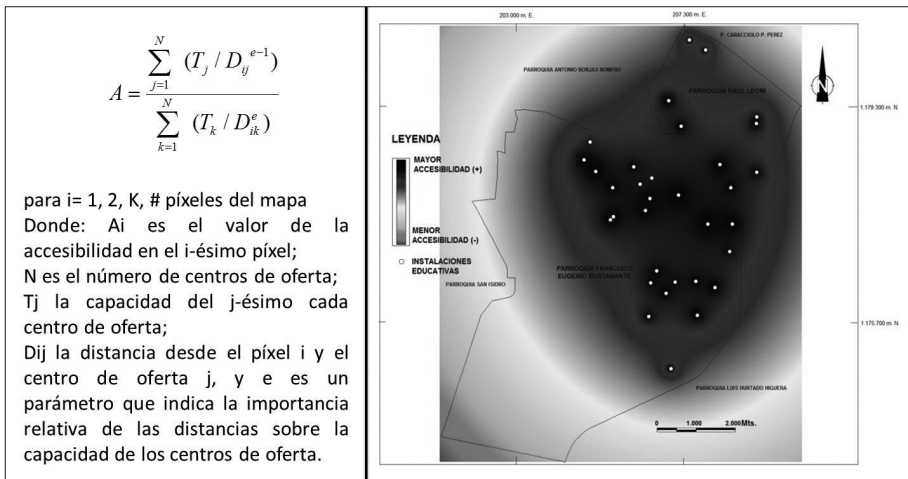 A = \frac{\sum_{j=1}^{N} (T_j / D_{ij}^{e-1})}{\sum_{k=1}^{N} (T_k / D_{ik}^{e})}
para i= 1, 2, K, # píxeles del mapa
Donde: Ai es el valor de la
accesibilidad en el i-ésimo píxel;
N es el número de centros de oferta;
Tj la capacidad del j-ésimo cada
centro de oferta;
Dij la distancia desde el píxel i y el
centro de oferta j, y e es un
parámetro que indica la importancia
relativa de las distancias sobre la
capacidad de los centros de oferta.
203.000 m. E.
207.300 m. E.
P. CARACCIOLO P. PEREZ
PARROQUIA ANTONIO BORJAS ROMERO
PARROQUIA RAUL LEONI
N
1.179.300 m. N.
LEYENDA
MAYOR
ACCESIBILIDAD (+)
MENOR
ACCESIBILIDAD (-)
INSTALACIONES
EDUCATIVAS
PARROQUIA FRANCISCO
EUGENIO BUSTAMANTE
PARROQUIA SAN ISIDRO
1.175.700 m. N.
PARROQUIA LUIS HURTADO HIGUERA
0 1.000 2.000 Mts.